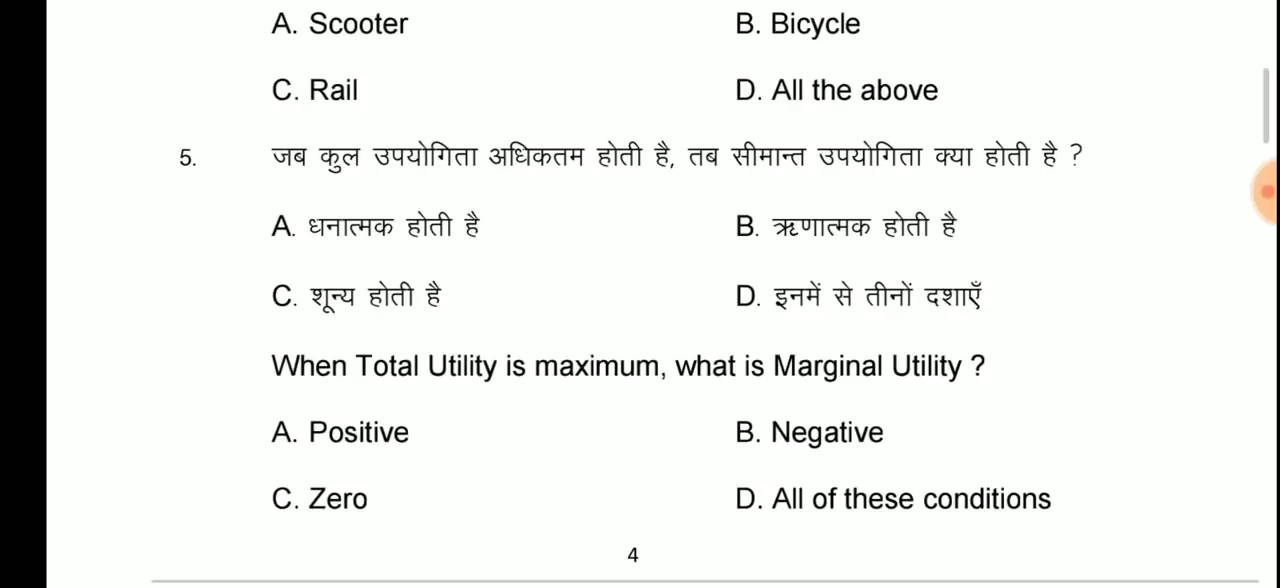 A. Scooter B. Bicycle
C. Rail D. All the above
5. जब कुल उपयोगिता अधिकतम होती है, तब सीमान्त उपयोगिता क्या होती है ?
A. धनात्मक होती है B. ऋणात्मक होती है
C. शून्य होती है D. इनमें से तीनों दशाएँ
When Total Utility is maximum, what is Marginal Utility ?
A. Positive B. Negative
C. Zero D. All of these conditions
4